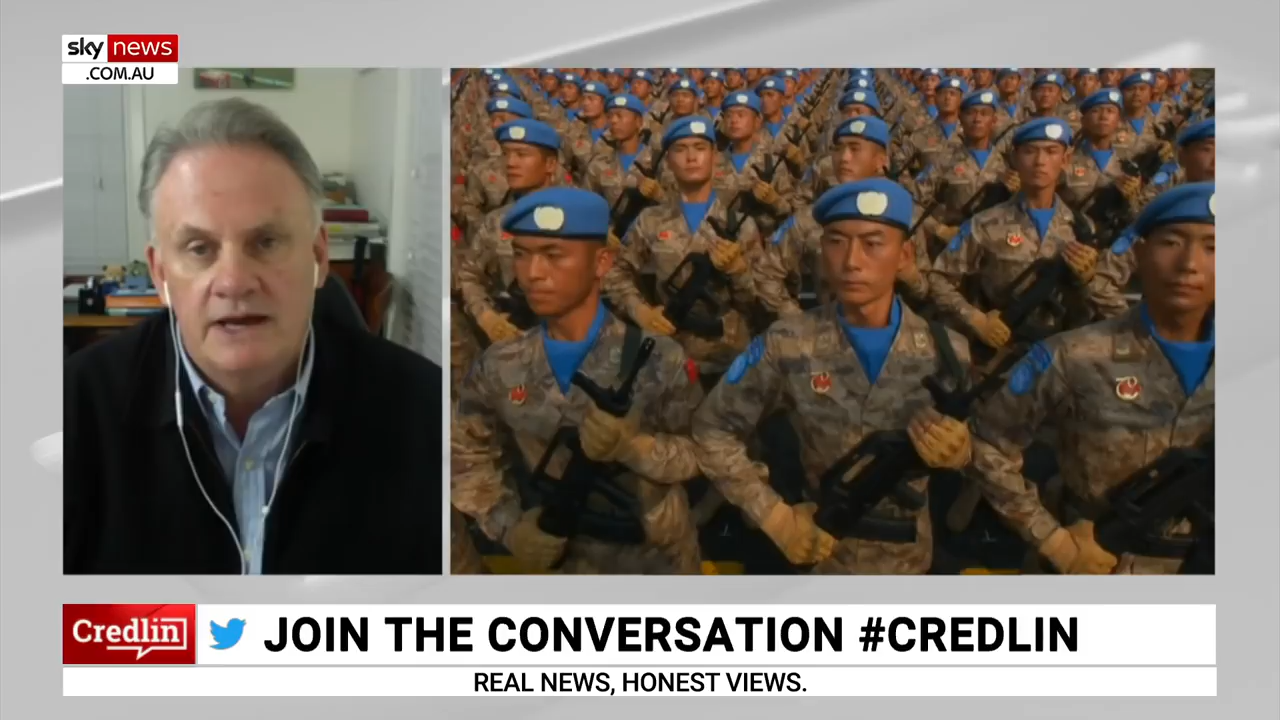 sky news
.COM.AU
Credlin
JOIN THE CONVERSATION #CREDLIN
REAL NEWS, HONEST VIEWS.